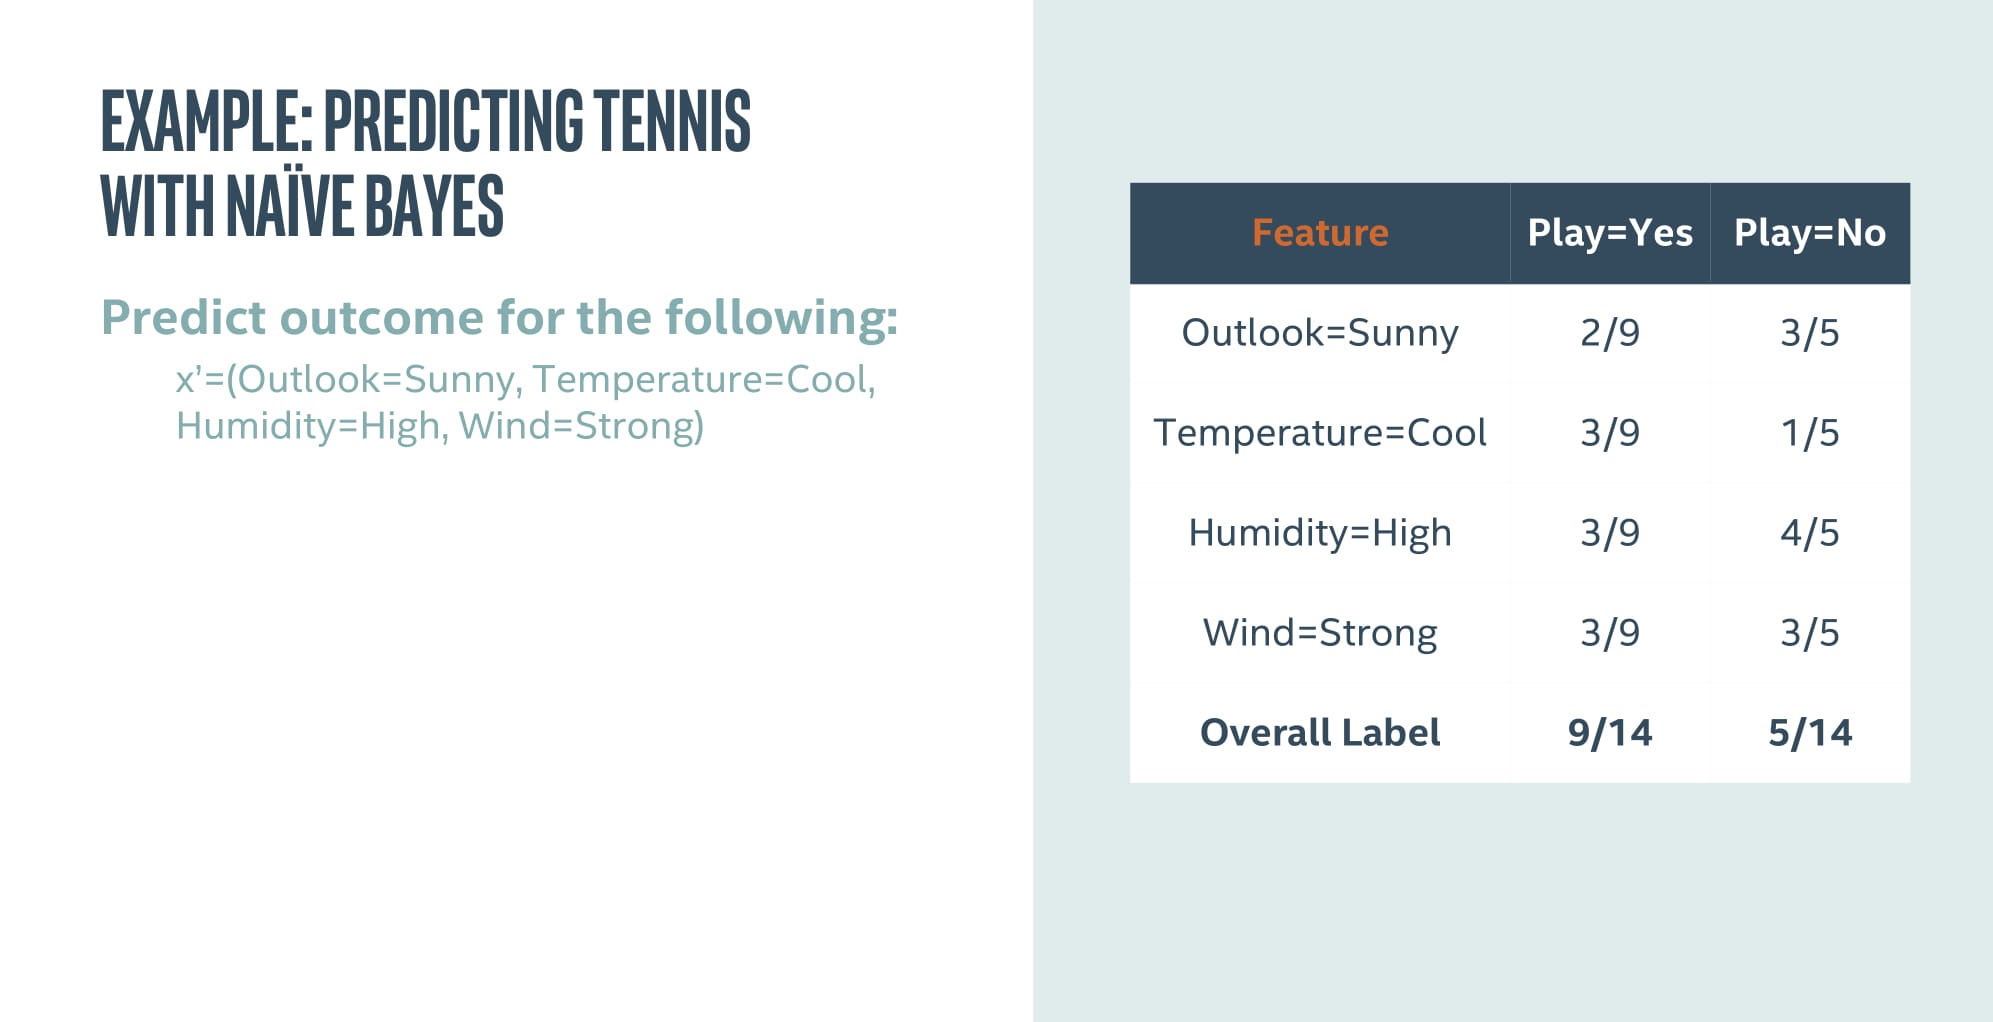 EXAMPLE: PREDICTING TENNIS
WITH NAÏVE BAYES
Predict outcome for the following:
x’=(Outlook=Sunny, Temperature=Cool,
Humidity=High, Wind=Strong)
Feature Play=Yes Play=No
Outlook=Sunny 2/9 3/5
Temperature=Cool 3/9 1/5
Humidity=High 3/9 4/5
Wind=Strong 3/9 3/5
Overall Label 9/14 5/14